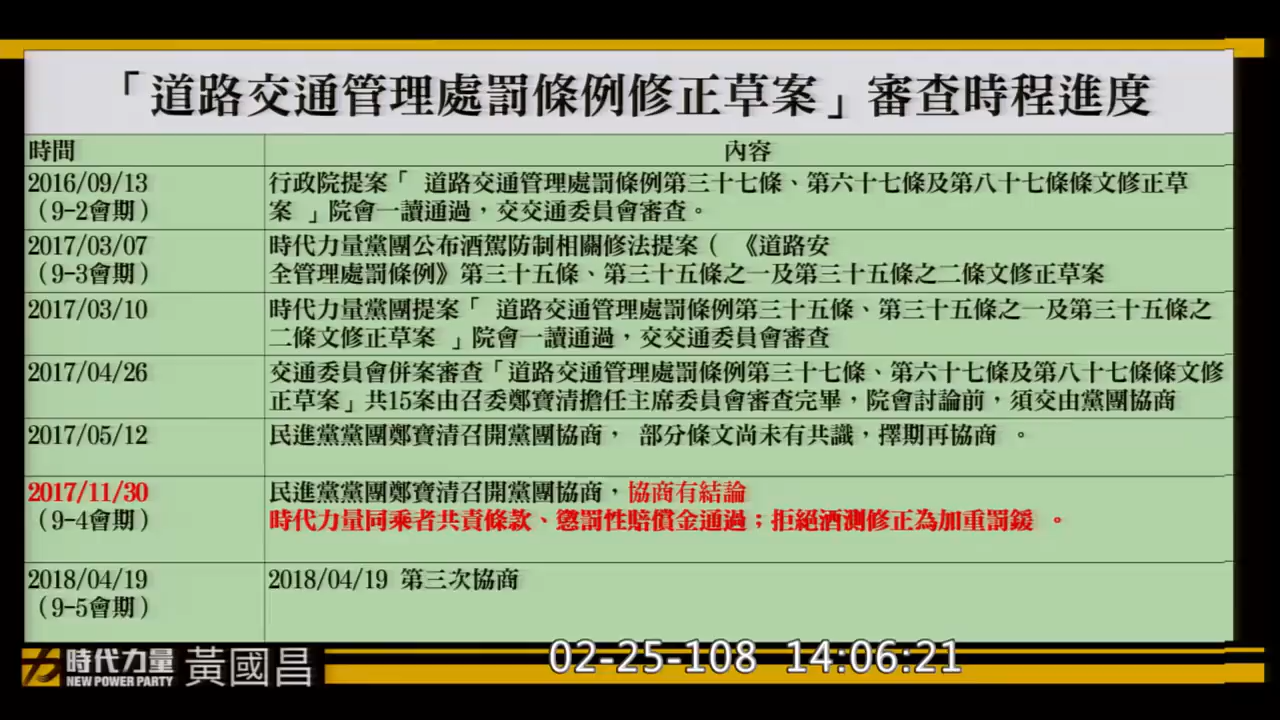 「道路交通管理處罰條例修正草案」審查時程進度
時間
內容
2016/09/13
（9-2會期）
行政院提案「 道路交通管理處罰條例第三十七條、第六十七條及第八十七條條文修正草
案 」院會一讀通過，交交通委員會審查。
2017/03/07
（9-3會期）
時代力量黨團公布酒駕防制相關修法提案（ 《道路安
全管理處罰條例》第三十五條、第三十五條之一及第三十五條之二條文修正草案
2017/03/10
時代力量黨團提案「 道路交通管理處罰條例第三十五條、第三十五條之一及第三十五條之
二條文修正草案 」院會一讀通過，交交通委員會審查
2017/04/26
交通委員會併案審查「道路交通管理處罰條例第三十七條、第六十七條及第八十七條條文修
正草案」共15案由召委鄭寶清擔任主席委員會審查完畢，院會討論前，須交由黨團協商
2017/05/12
民進黨黨團鄭寶清召開黨團協商， 部分條文尚未有共識，擇期再協商 。
2017/11/30
（9-4會期）
民進黨黨團鄭寶清召開黨團協商，協商有結論
時代力量同乘者共責條款、懲罰性賠償金通過；拒絕酒測修正為加重罰鍰 。
2018/04/19
（9-5會期）
2018/04/19 第三次協商
時代力量 黃國昌
NEW POWER PARTY
02-25-108 14:06:21